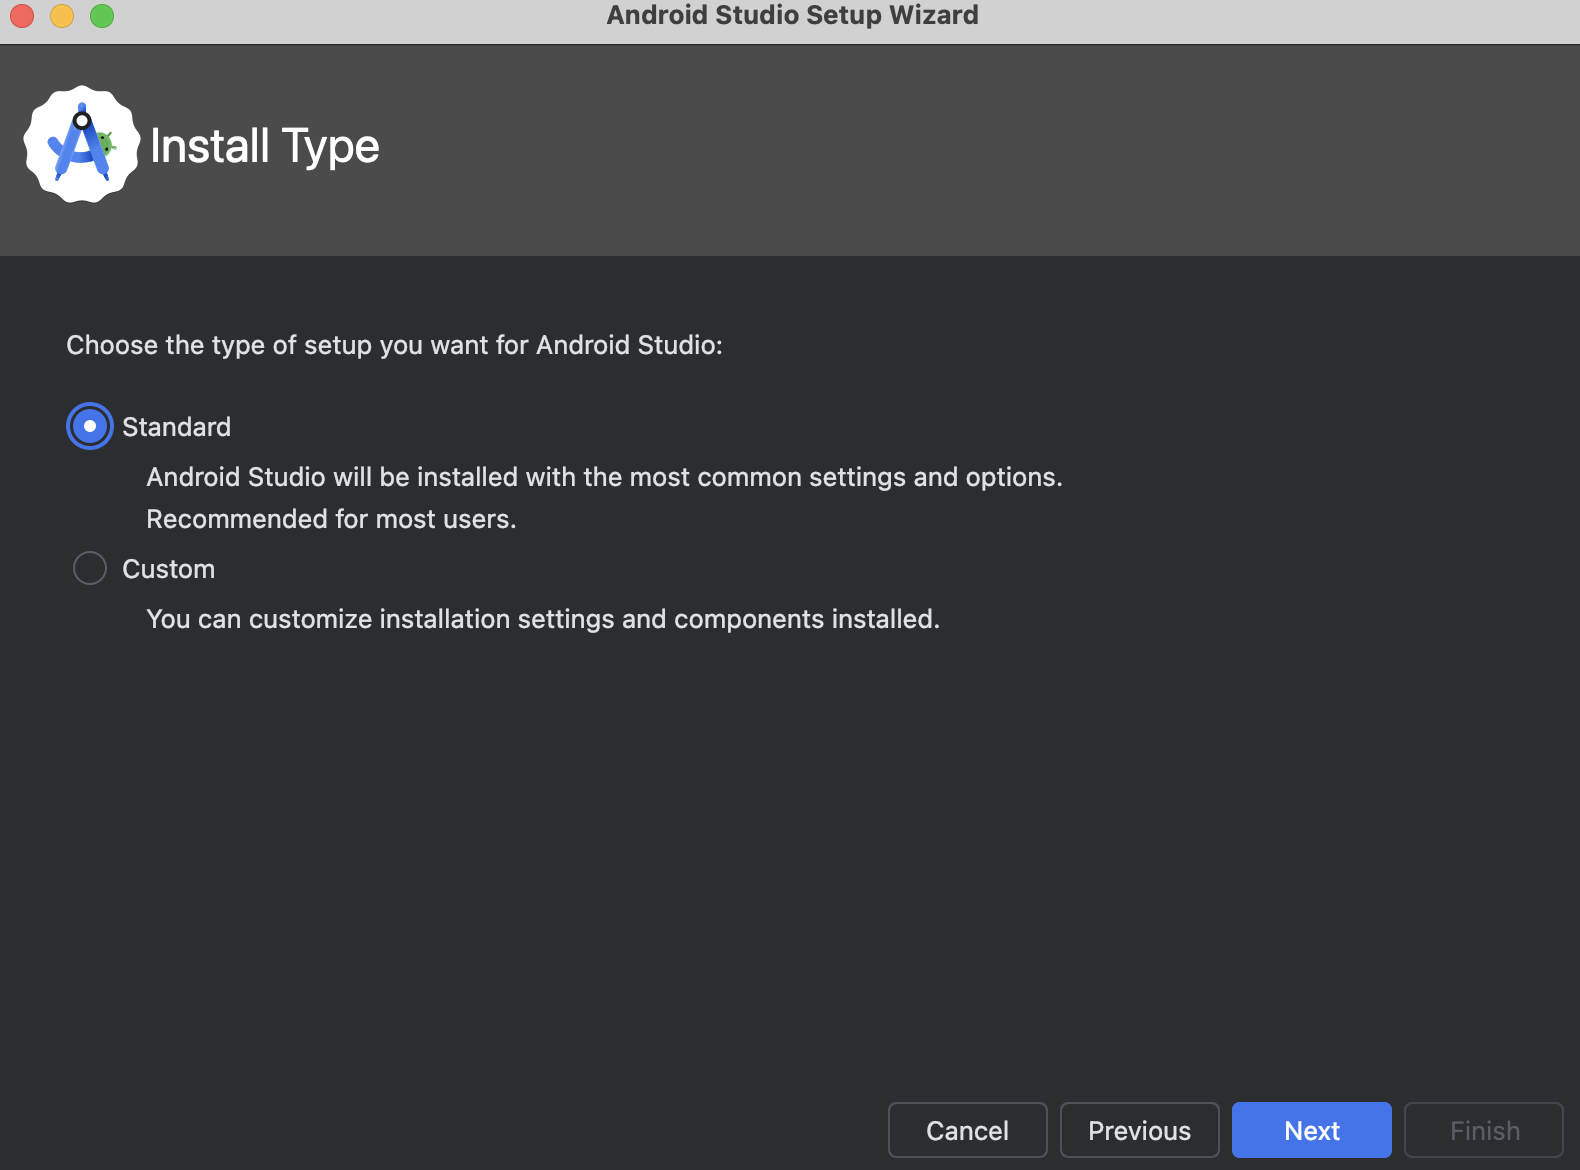 Android Studio Setup Wizard
Install Type
Choose the type of setup you want for Android Studio:
Standard
Android Studio will be installed with the most common settings and options.
Recommended for most users.
Custom
You can customize installation settings and components installed.
Cancel Previous Next Finish